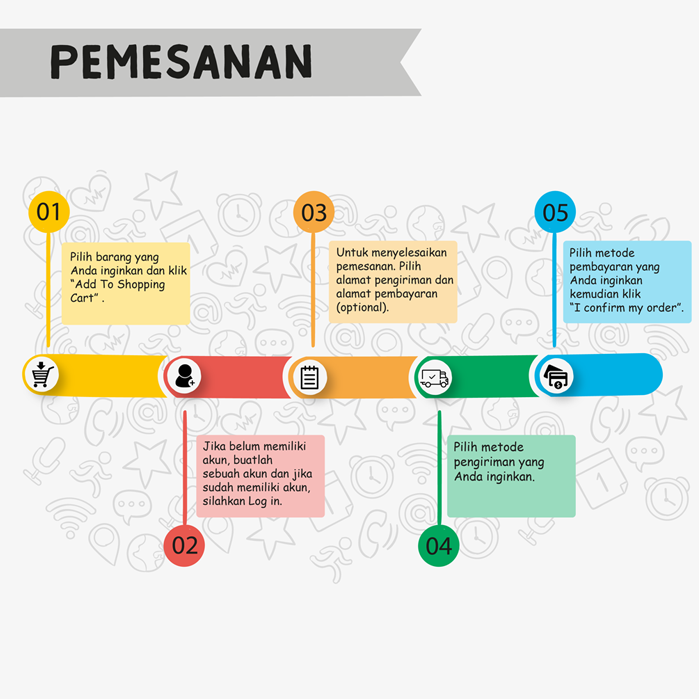 PEMESANAN
01
Pilih barang yang
Anda inginkan dan klik
“Add To Shopping
Cart” .
02
Jika belum memiliki
akun, buatlah
sebuah akun dan jika
sudah memiliki akun,
silahkan Log in.
03
Untuk menyelesaikan
pemesanan. Pilih
alamat pengiriman dan
alamat pembayaran
(optional).
04
Pilih metode
pengiriman yang
Anda inginkan.
05
Pilih metode
pembayaran yang
Anda inginkan
kemudian klik
“I confirm my order”.